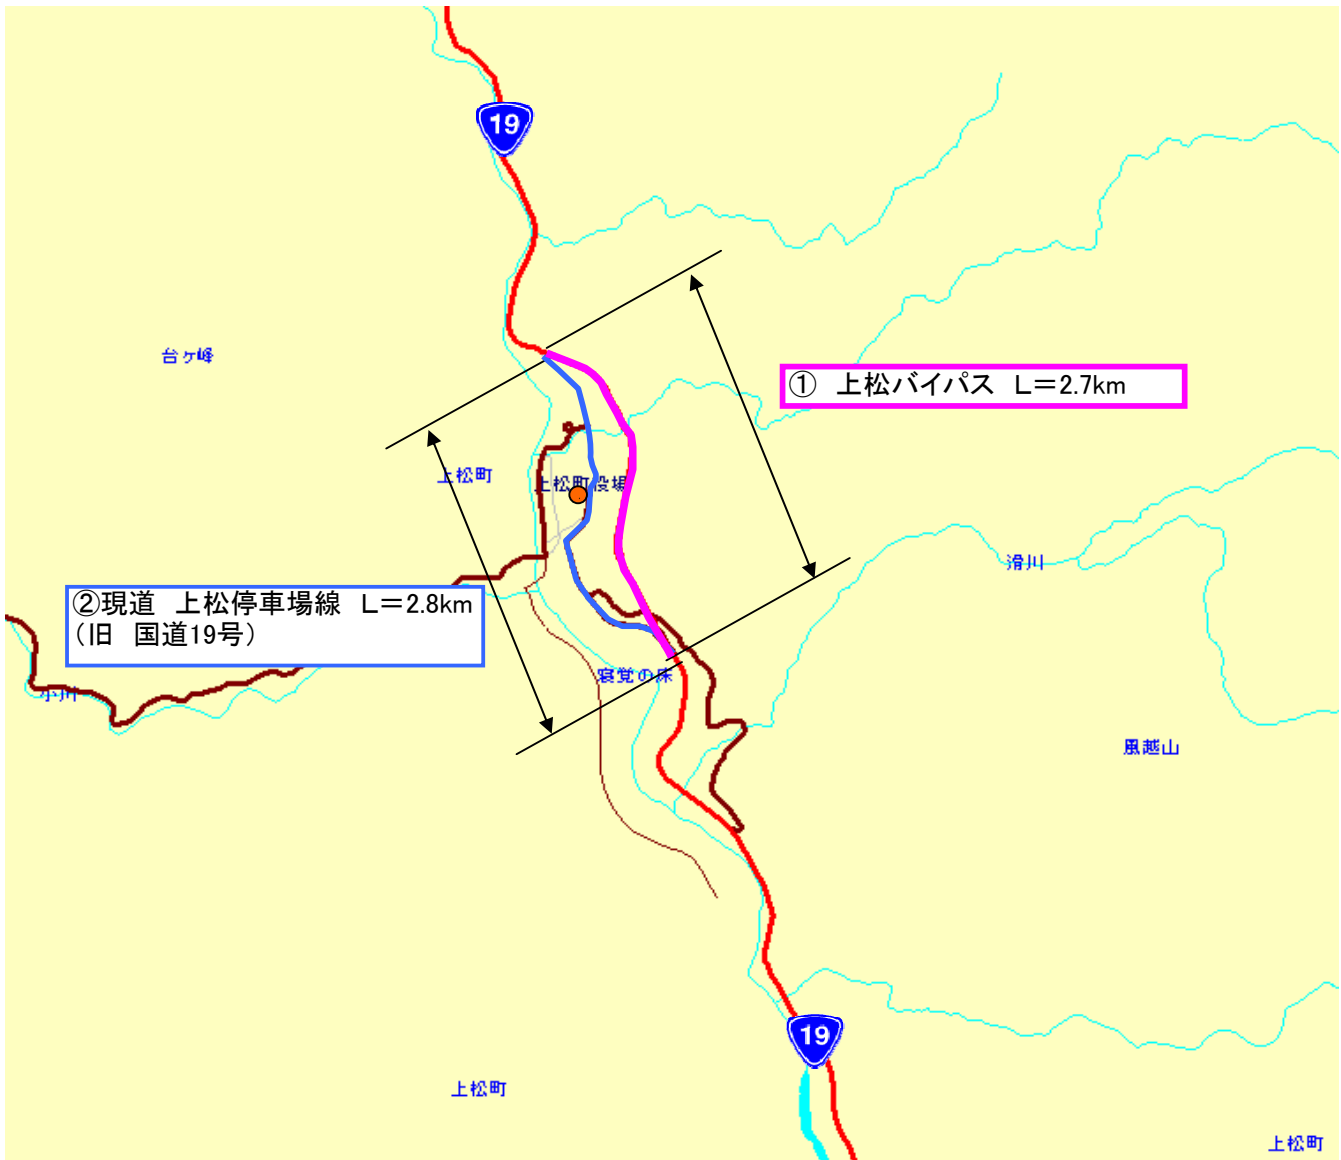 19
台ヶ峰
① 上松バイパス L=2.7km
上松町
上松町役場
滑川
②現道 上松停車場線 L=2.8km
(旧 国道19号)
寝覚の床
小川
風越山
19
上松町
上松町